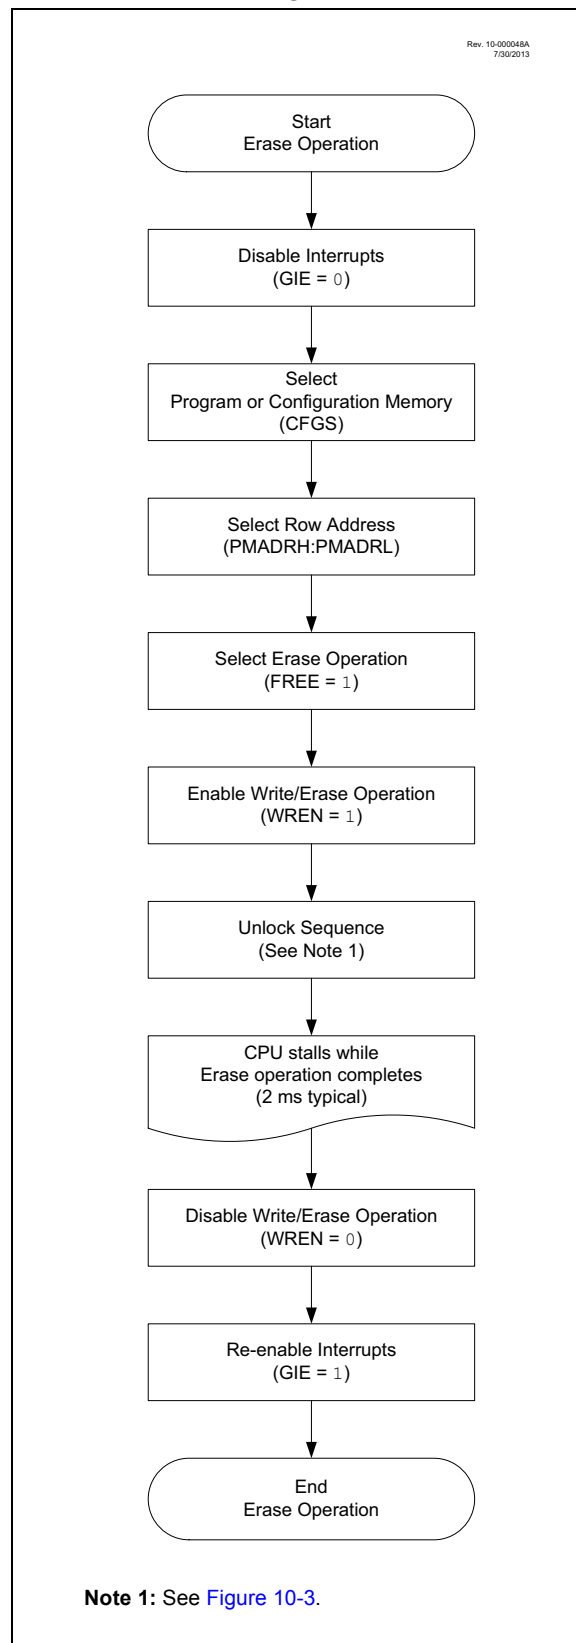 Rev. 10-000048A
7/30/2013
Start
Erase Operation
Disable Interrupts
(GIE = 0)
Select
Program or Configuration Memory
(CFGS)
Select Row Address
(PMADRH:PMADRL)
Select Erase Operation
(FREE = 1)
Enable Write/Erase Operation
(WREN = 1)
Unlock Sequence
(See Note 1)
CPU stalls while
Erase operation completes
(2 ms typical)
Disable Write/Erase Operation
(WREN = 0)
Re-enable Interrupts
(GIE = 1)
End
Erase Operation
Note 1: See Figure 10-3.